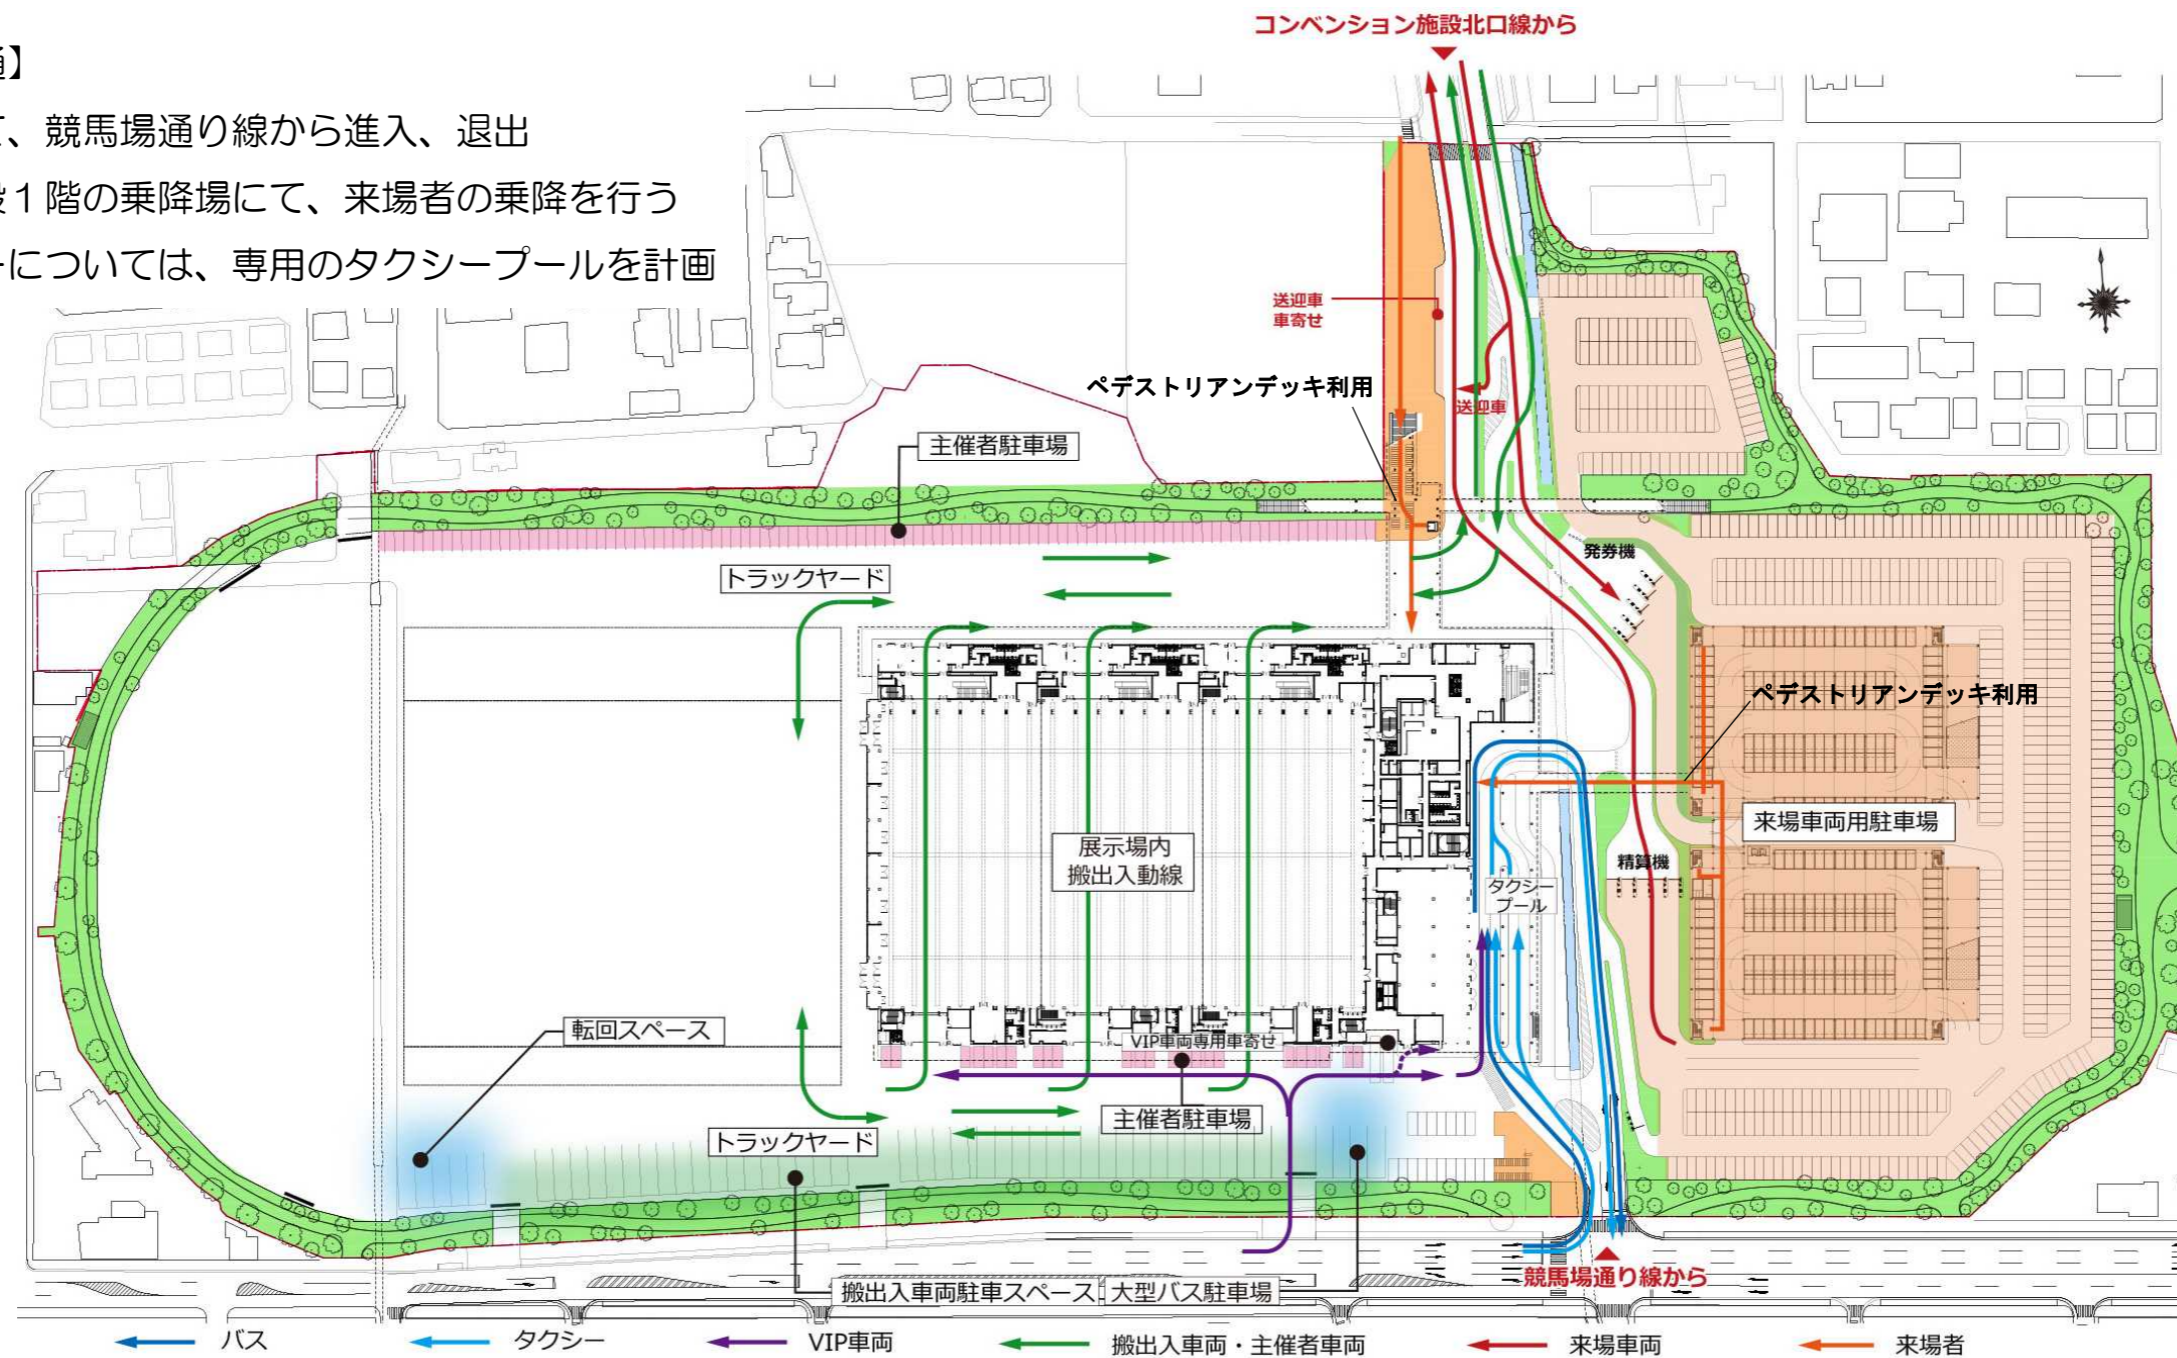 コンベンション施設北口線から
通】
て、競馬場通り線から進入、退出
設１階の乗降場にて、来場者の乗降を行う
ーについては、専用のタクシープールを計画
送迎車
車寄せ
ペデストリアンデッキ利用
送迎車
主催者駐車場
発券機
トラックヤード
ペデストリアンデッキ利用
来場車両用駐車場
展示場内
搬出入動線
精算機
タクシー
プール
転回スペース
VIP車両専用車寄せ
主催者駐車場
トラックヤード
競馬場通り線から
搬出入車両駐車スペース
大型バス駐車場
バス
タクシー
VIP車両
搬出入車両・主催者車両
来場車両
来場者